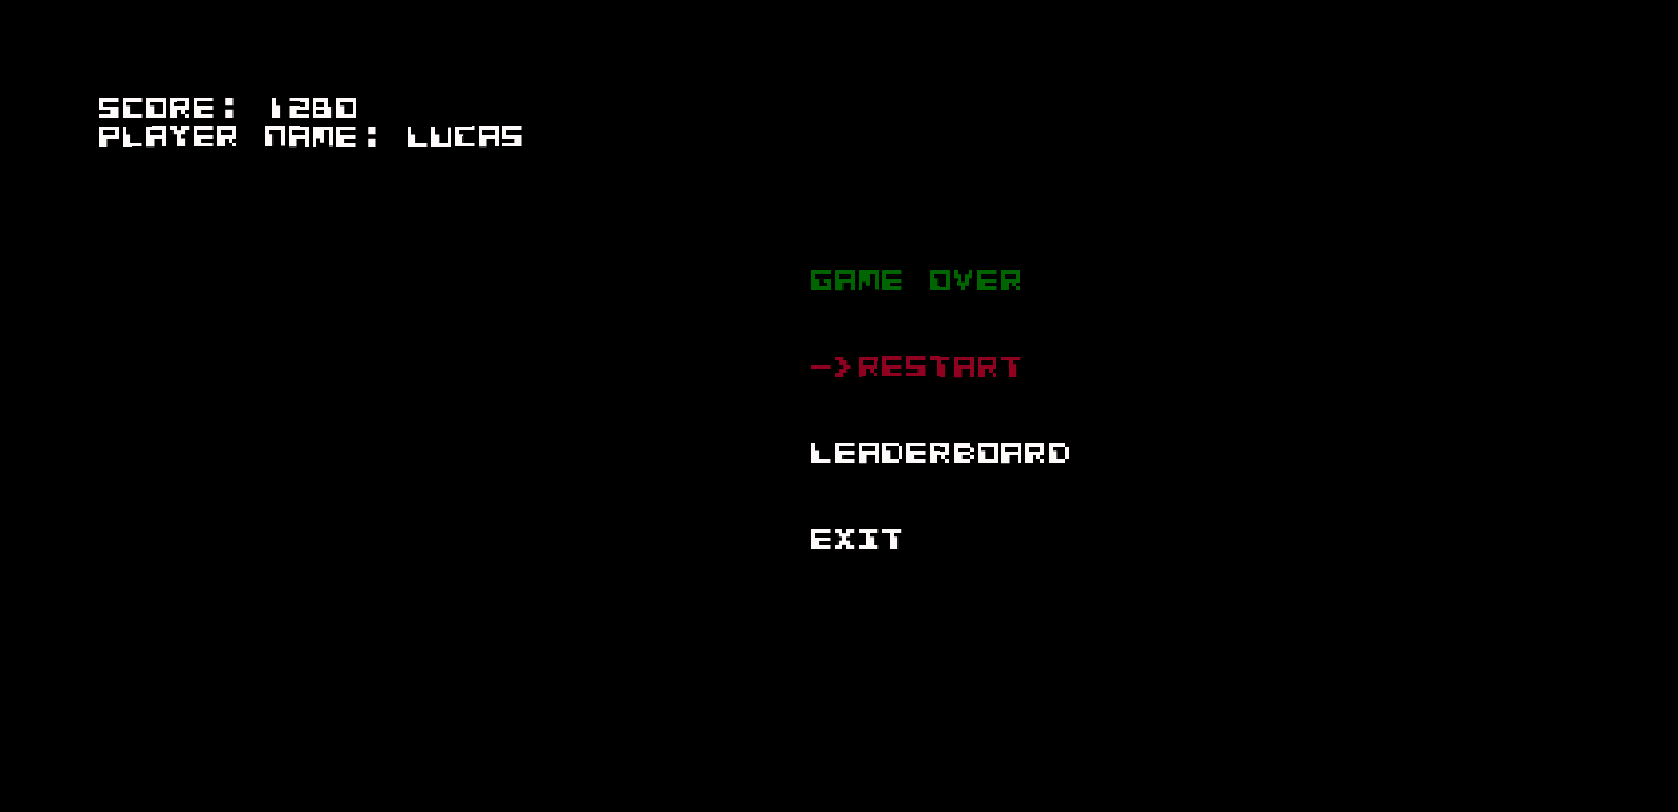 SCORE: 1280
PLAYER NAME: LUCAS
GAME OVER
->RESTART
LEADERBOARD
EXIT